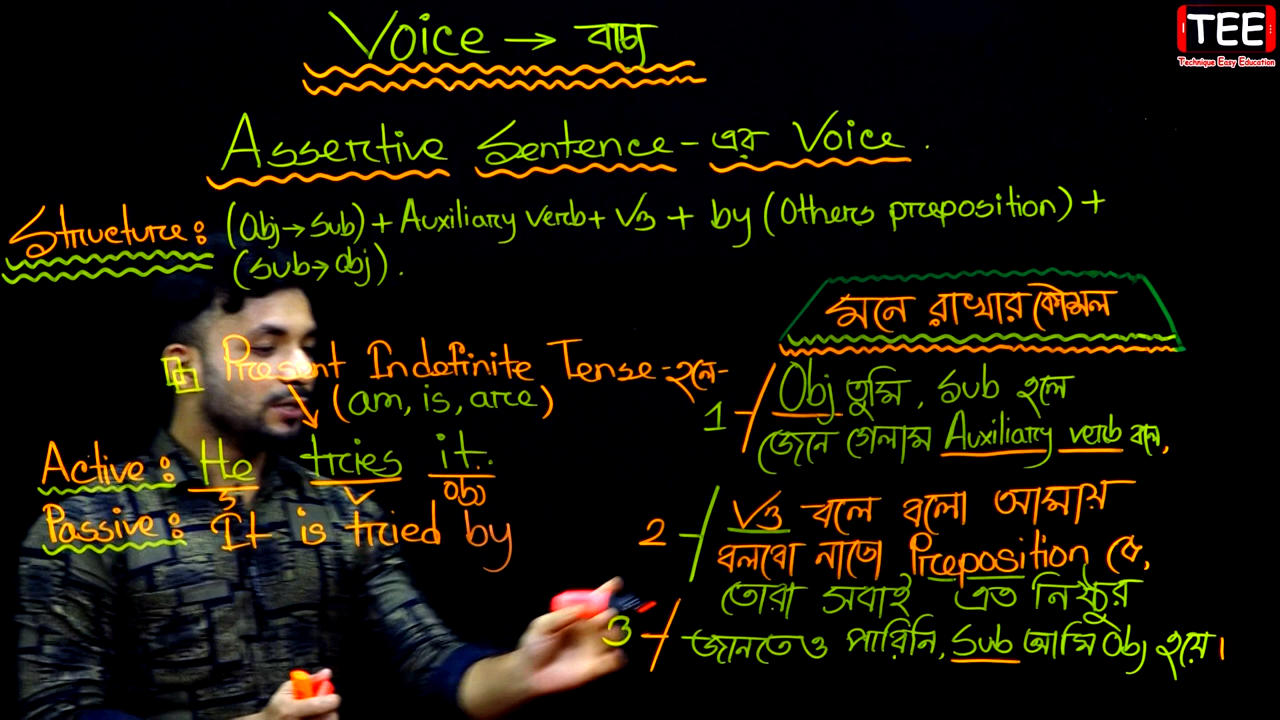 Voice → বাচ্য
TEE
Technique Easy Education
Assertive Sentence - এর Voice.
Structure: (Obj → Sub) + Auxiliary verb + V3 + by (Others preposition) +
(Sub → Obj).
মনে রাখার কৌশল
Present Indefinite Tense - হলে-
(am, is, are)
Active: He tries it.
S V obj
Passive: It is tried by
1 Obj তুমি, Sub হলে
জেনে গেলাম Auxiliary verb বলে,
2 V3 বলে বলো আমায়
বলবো নাতো Preposition কে,
3 তোরা সবাই এত নিষ্ঠুর
জানতেও পারিনি, Sub আমি Obj হয়ে।